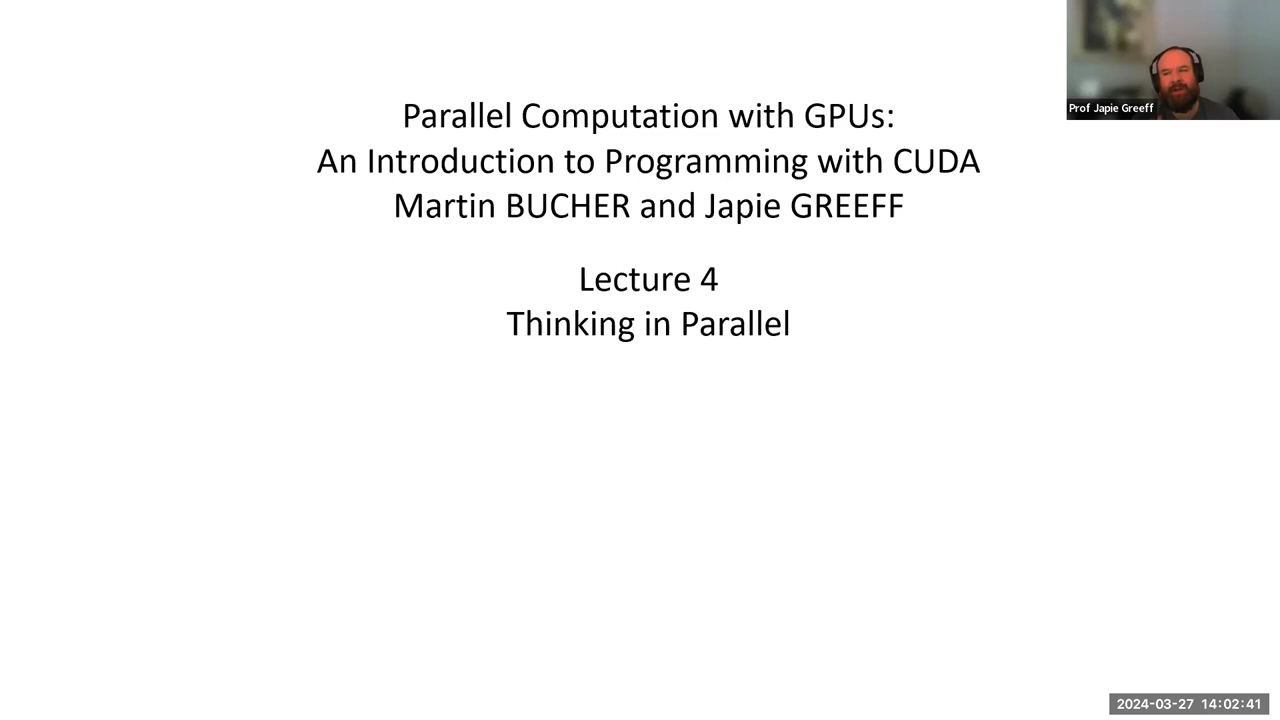 Parallel Computation with GPUs:
An Introduction to Programming with CUDA
Martin BUCHER and Japie GREEFF
Lecture 4
Thinking in Parallel
Prof Japie Greeff
2024-03-27 14:02:41